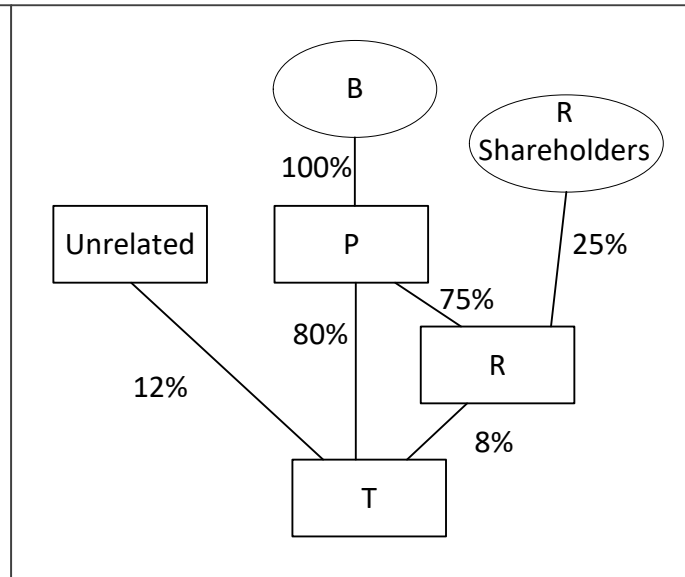 B
R
Shareholders
100%
Unrelated
P
25%
75%
80%
R
12%
8%
T